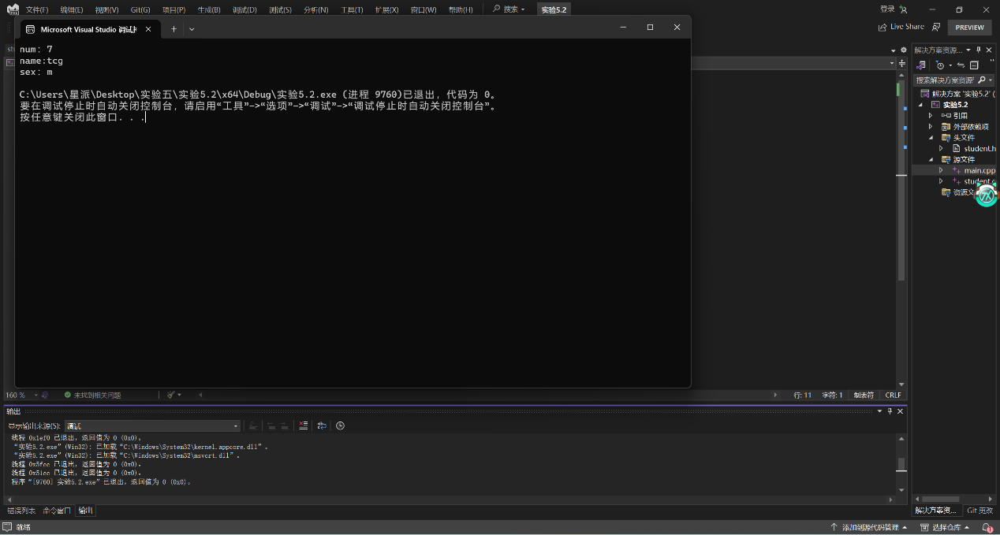 文件(F) 编辑(E) 视图(V) Git(G) 项目(P) 生成(B) 调试(D) 测试(S) 分析(N) 工具(T) 扩展(X) 窗口(W) 帮助(H) 搜索 实验5.2 登录
Live Share PREVIEW
Microsoft Visual Studio 调试
num: 7
name:tcg
sex: m
C:\Users\星派\Desktop\实验五\实验5.2\x64\Debug\实验5.2.exe (进程 9760)已退出，代码为 0。
要在调试停止时自动关闭控制台，请启用“工具”->“选项”->“调试”->“调试停止时自动关闭控制台”。
按任意键关闭此窗口. . .
解决方案资源...
搜索解决方案资源
解决方案 '实验5.2' (
实验5.2
引用
外部依赖项
头文件
student.h
源文件
main.cpp
student.c
资源文
160 % 未找到相关问题 行: 11 字符: 1 制表符 CRLF
输出
显示输出来源(S): 调试
线程 0x1ef0 已退出，返回值为 0 (0x0)。
“实验5.2.exe”(Win32): 已加载“C:\Windows\System32\kernel.appcore.dll”。
“实验5.2.exe”(Win32): 已加载“C:\Windows\System32\msvcrt.dll”。
线程 已退出，返回值为 0 (0x0)。
线程 已退出，返回值为 0 (0x0)。
程序“[9760] 实验5.2.exe”已退出，返回值为 0 (0x0)。
错误列表 命令窗口 输出
解决方案资... Git 更改
就绪 添加到源代码管理 选择仓库 1